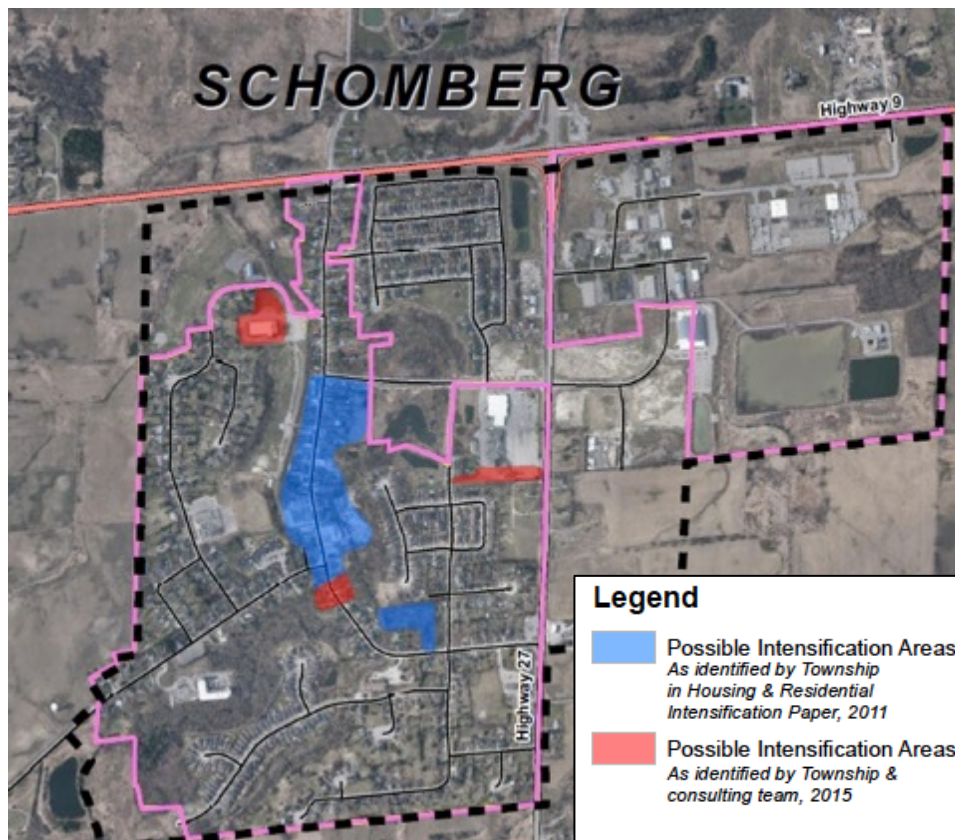 SCHOMBERG
Highway 9
Highway 27
Legend
Possible Intensification Areas
As identified by Township
in Housing & Residential
Intensification Paper, 2011
Possible Intensification Areas
As identified by Township &
consulting team, 2015